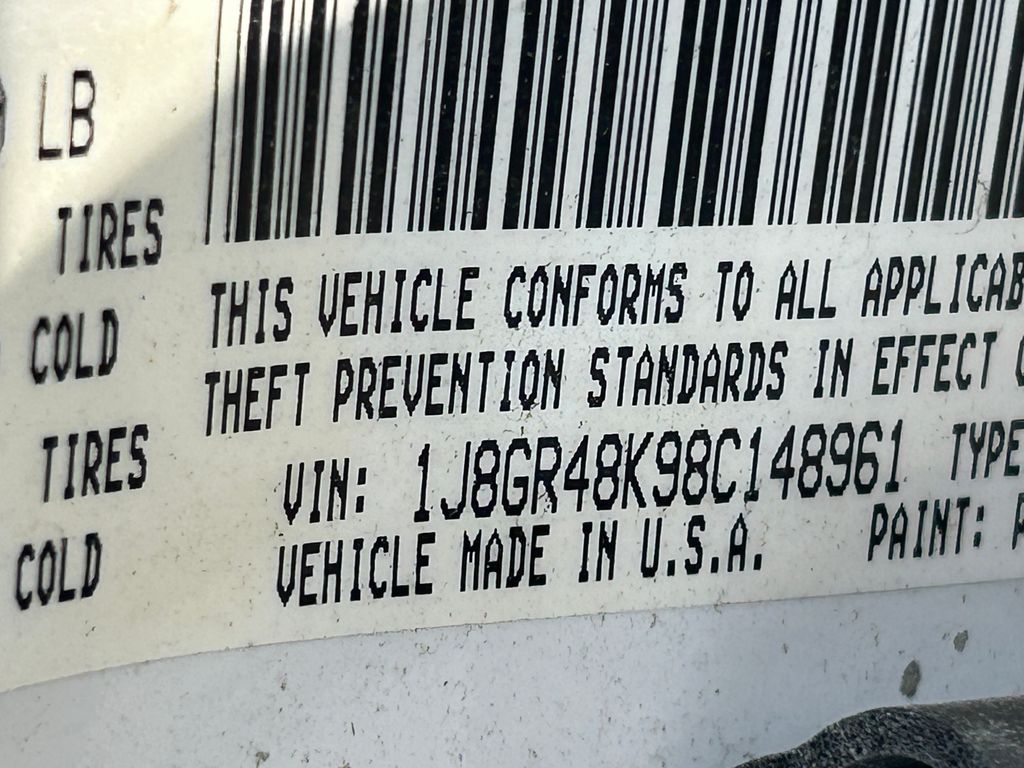 LB
TIRES
COLD
TIRES
COLD
THIS VEHICLE CONFORMS TO ALL APPLICAB
THEFT PREVENTION STANDARDS IN EFFECT
VIN: 1J8GR48K98C148961 TYPE
VEHICLE MADE IN U.S.A. PAINT: